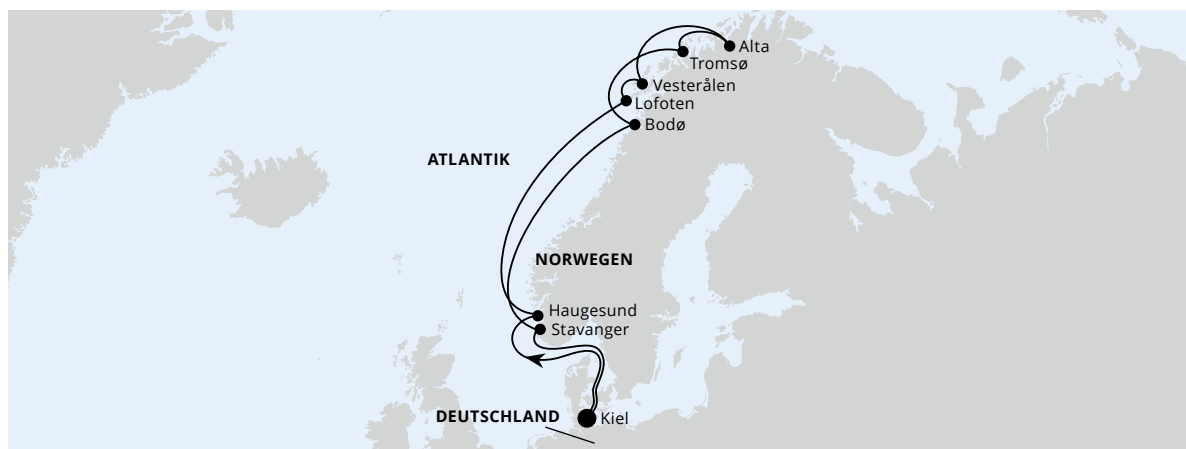 Alta
Tromsø
Vesterålen
Lofoten
Bodø
ATLANTIK
NORWEGEN
Haugesund
Stavanger
DEUTSCHLAND
Kiel